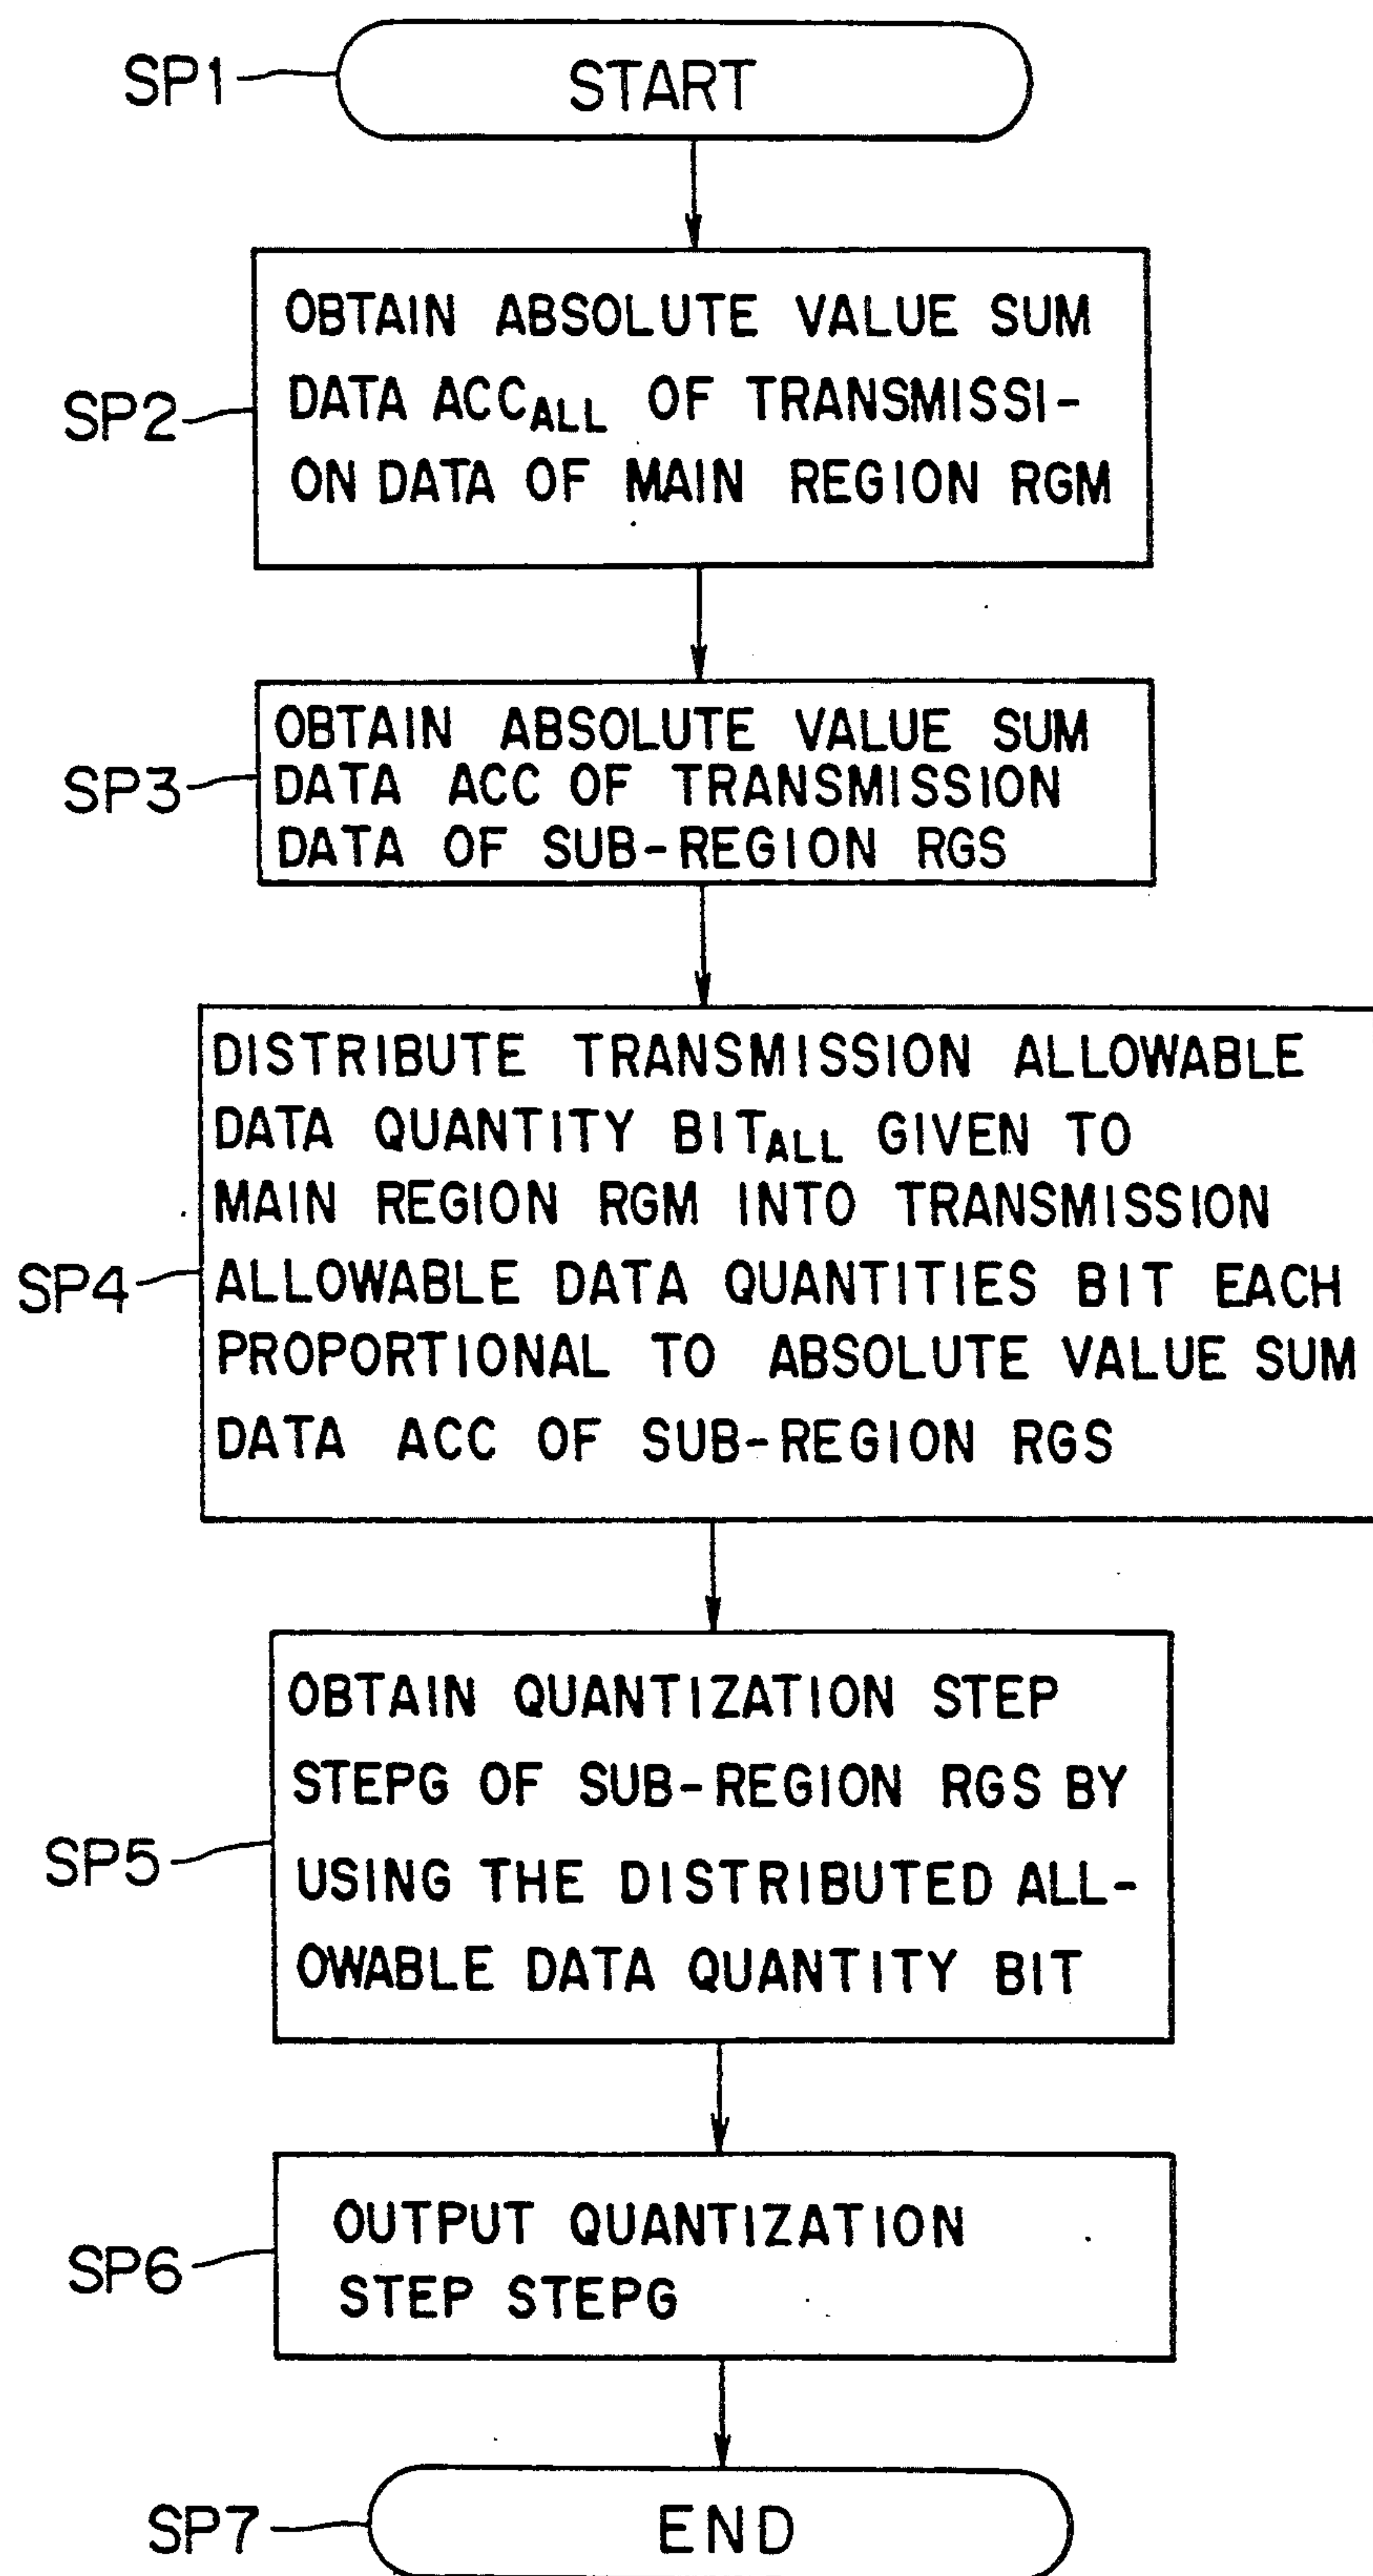 SP1
START
OBTAIN ABSOLUTE VALUE SUM
DATA ACCALL OF TRANSMISSI-
ON DATA OF MAIN REGION RGM
SP2
OBTAIN ABSOLUTE VALUE SUM
DATA ACC OF TRANSMISSION
DATA OF SUB-REGION RGS
SP3
DISTRIBUTE TRANSMISSION ALLOWABLE
DATA QUANTITY BITALL GIVEN TO
MAIN REGION RGM INTO TRANSMISSION
ALLOWABLE DATA QUANTITIES BIT EACH
PROPORTIONAL TO ABSOLUTE VALUE SUM
DATA ACC OF SUB-REGION RGS
SP4
OBTAIN QUANTIZATION STEP
STEPG OF SUB-REGION RGS BY
USING THE DISTRIBUTED ALL-
OWABLE DATA QUANTITY BIT
SP5
OUTPUT QUANTIZATION
STEP STEPG
SP6
SP7
END